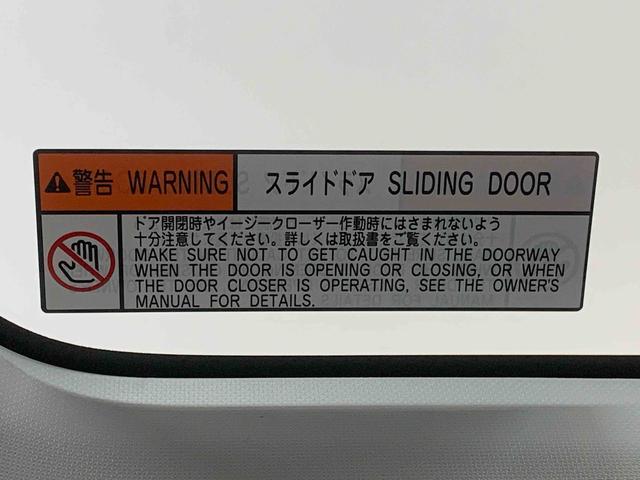 警告 WARNING スライドドア SLIDING DOOR
ドア開閉時やイージークローザー作動時にはさまれないよう
十分注意してください。詳しくは取扱書をご覧ください。
MAKE SURE NOT TO GET CAUGHT IN THE DOORWAY
WHEN THE DOOR IS OPENING OR CLOSING, OR WHEN
THE DOOR CLOSER IS OPERATING, SEE THE OWNER'S
MANUAL FOR DETAILS.